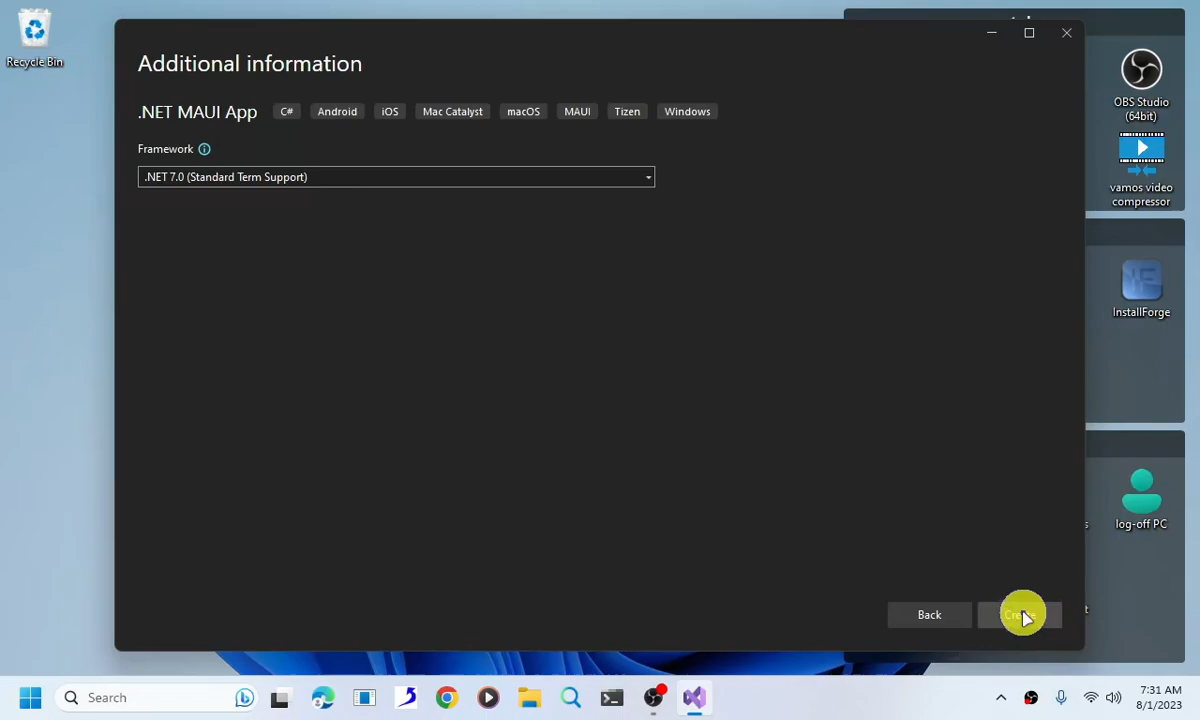 Recycle Bin
Additional information
.NET MAUI App
C#
Android
iOS
Mac Catalyst
macOS
MAUI
Tizen
Windows
Framework
.NET 7.0 (Standard Term Support)
Back
OBS Studio
(64bit)
vamos video
compressor
InstallForge
log-off PC
Search
7:31 AM
8/1/2023